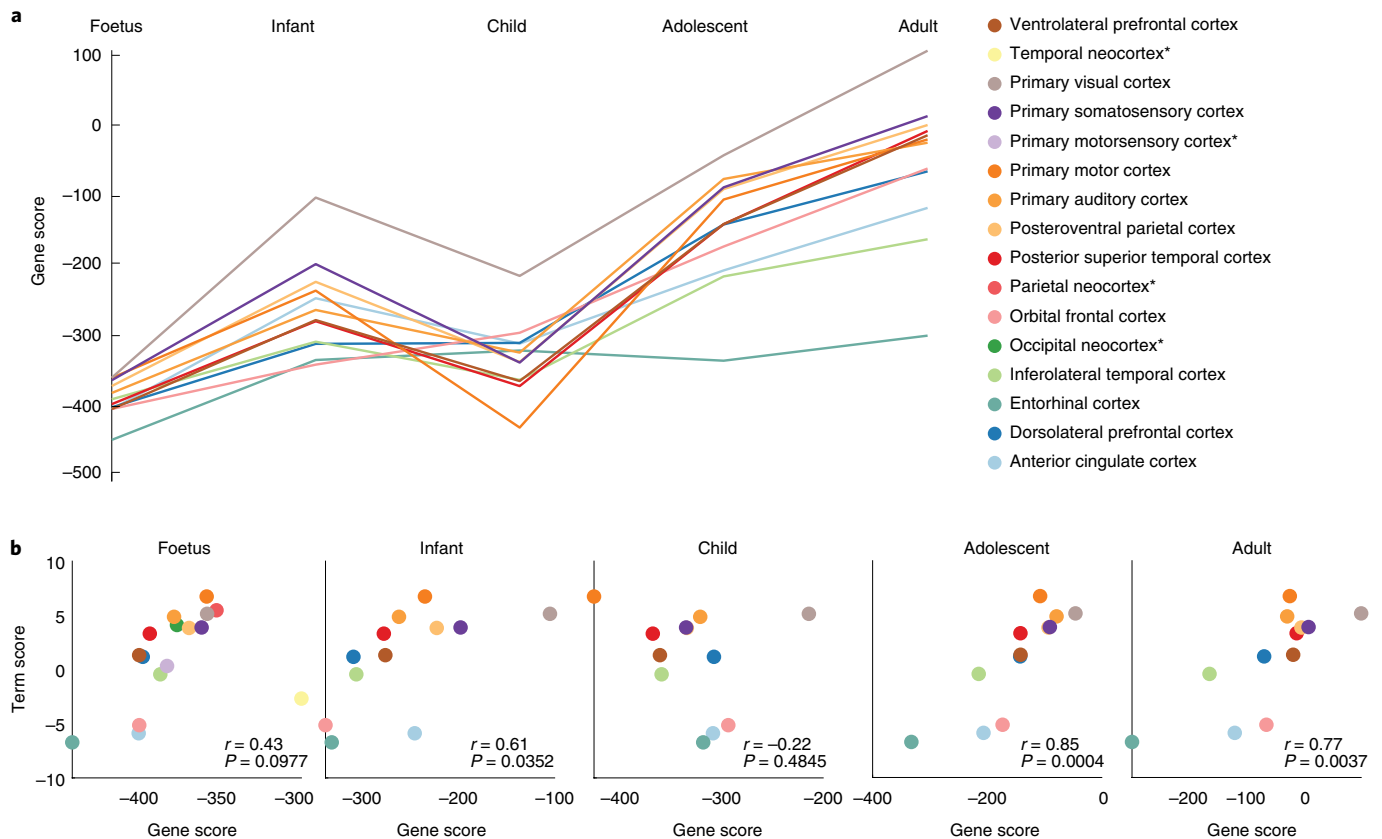 a
Foetus Infant Child Adolescent Adult
Gene score
100
0
−100
−200
−300
−400
−500
Ventrolateral prefrontal cortex
Temporal neocortex*
Primary visual cortex
Primary somatosensory cortex
Primary motorsensory cortex*
Primary motor cortex
Primary auditory cortex
Posteroventral parietal cortex
Posterior superior temporal cortex
Parietal neocortex*
Orbital frontal cortex
Occipital neocortex*
Inferolateral temporal cortex
Entorhinal cortex
Dorsolateral prefrontal cortex
Anterior cingulate cortex
b
Foetus Infant Child Adolescent Adult
Term score
10
5
0
−5
−10
r = 0.43
P = 0.0977
r = 0.61
P = 0.0352
r = −0.22
P = 0.4845
r = 0.85
P = 0.0004
r = 0.77
P = 0.0037
−400 −350 −300 −300 −200 −100 −400 −300 −200 −400 −200 0 −200 −100 0
Gene score Gene score Gene score Gene score Gene score